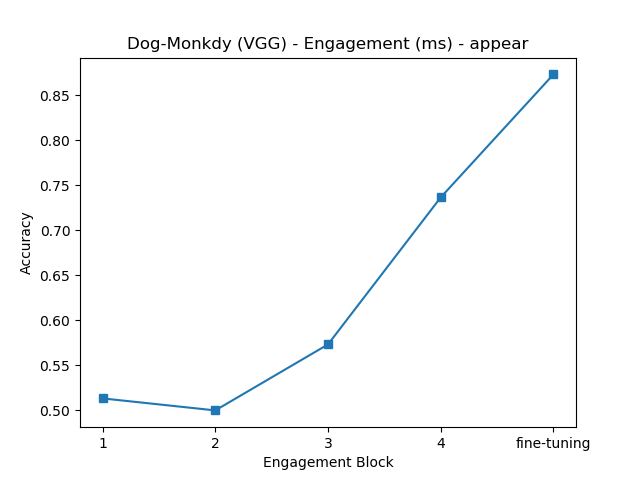 Dog-Monkdy (VGG) - Engagement (ms) - appear
Accuracy
0.85
0.80
0.75
0.70
0.65
0.60
0.55
0.50
1 2 3 4 fine-tuning
Engagement Block